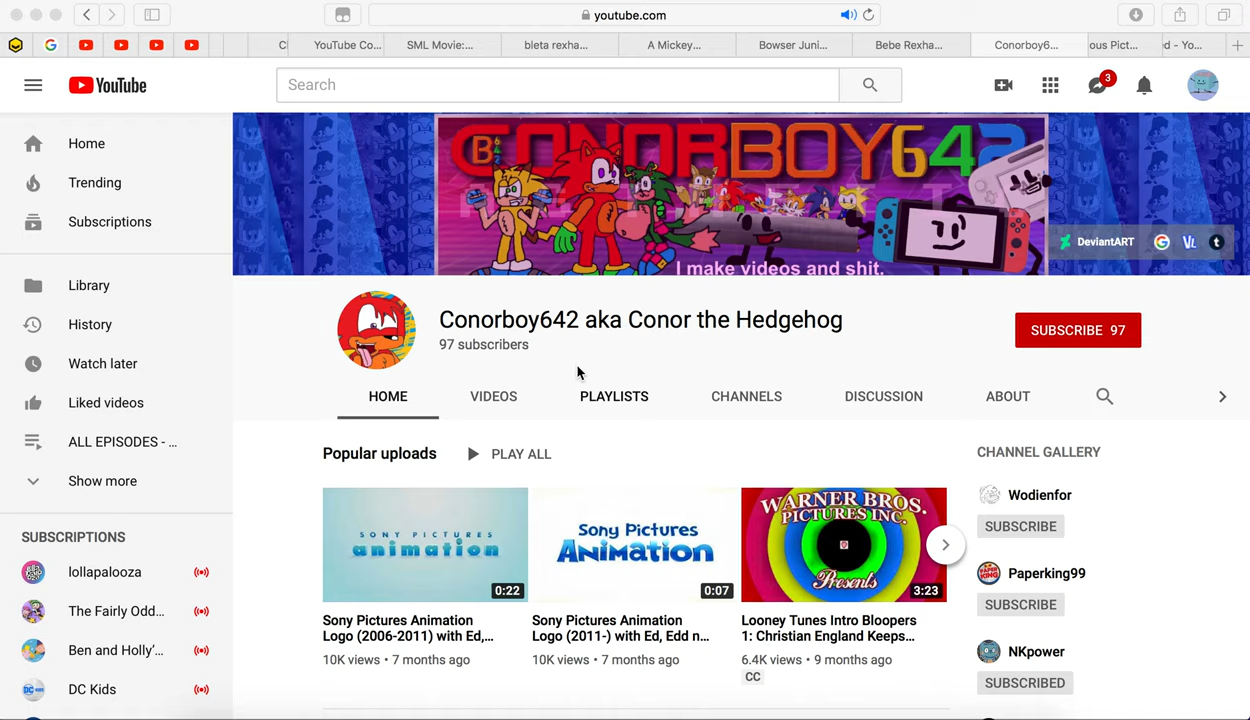 youtube.com
Cl
YouTube Co...
SML Movie:...
bleta rexha...
A Mickey...
Bowser Juni...
Bebe Rexha...
Conorboy6...
ous Pict...
d - Yo...
YouTube
Search
3
CONORBOY642
I make videos and shit.
DeviantART
Home
Trending
Subscriptions
Library
History
Watch later
Liked videos
ALL EPISODES - ...
Show more
SUBSCRIPTIONS
lollapalooza
The Fairly Odd...
Ben and Holly'...
DC Kids
Conorboy642 aka Conor the Hedgehog
97 subscribers
SUBSCRIBE 97
HOME
VIDEOS
PLAYLISTS
CHANNELS
DISCUSSION
ABOUT
Popular uploads
PLAY ALL
SONY PICTURES
animation
0:22
Sony Pictures Animation
Logo (2006-2011) with Ed,...
10K views • 7 months ago
Sony Pictures
Animation
0:07
Sony Pictures Animation
Logo (2011-) with Ed, Edd n...
10K views • 7 months ago
WARNER BROS.
PICTURES INC.
Presents
3:23
Looney Tunes Intro Bloopers
1: Christian England Keeps...
6.4K views • 9 months ago
CC
CHANNEL GALLERY
Wodienfor
SUBSCRIBE
Paperking99
SUBSCRIBE
NKpower
SUBSCRIBED